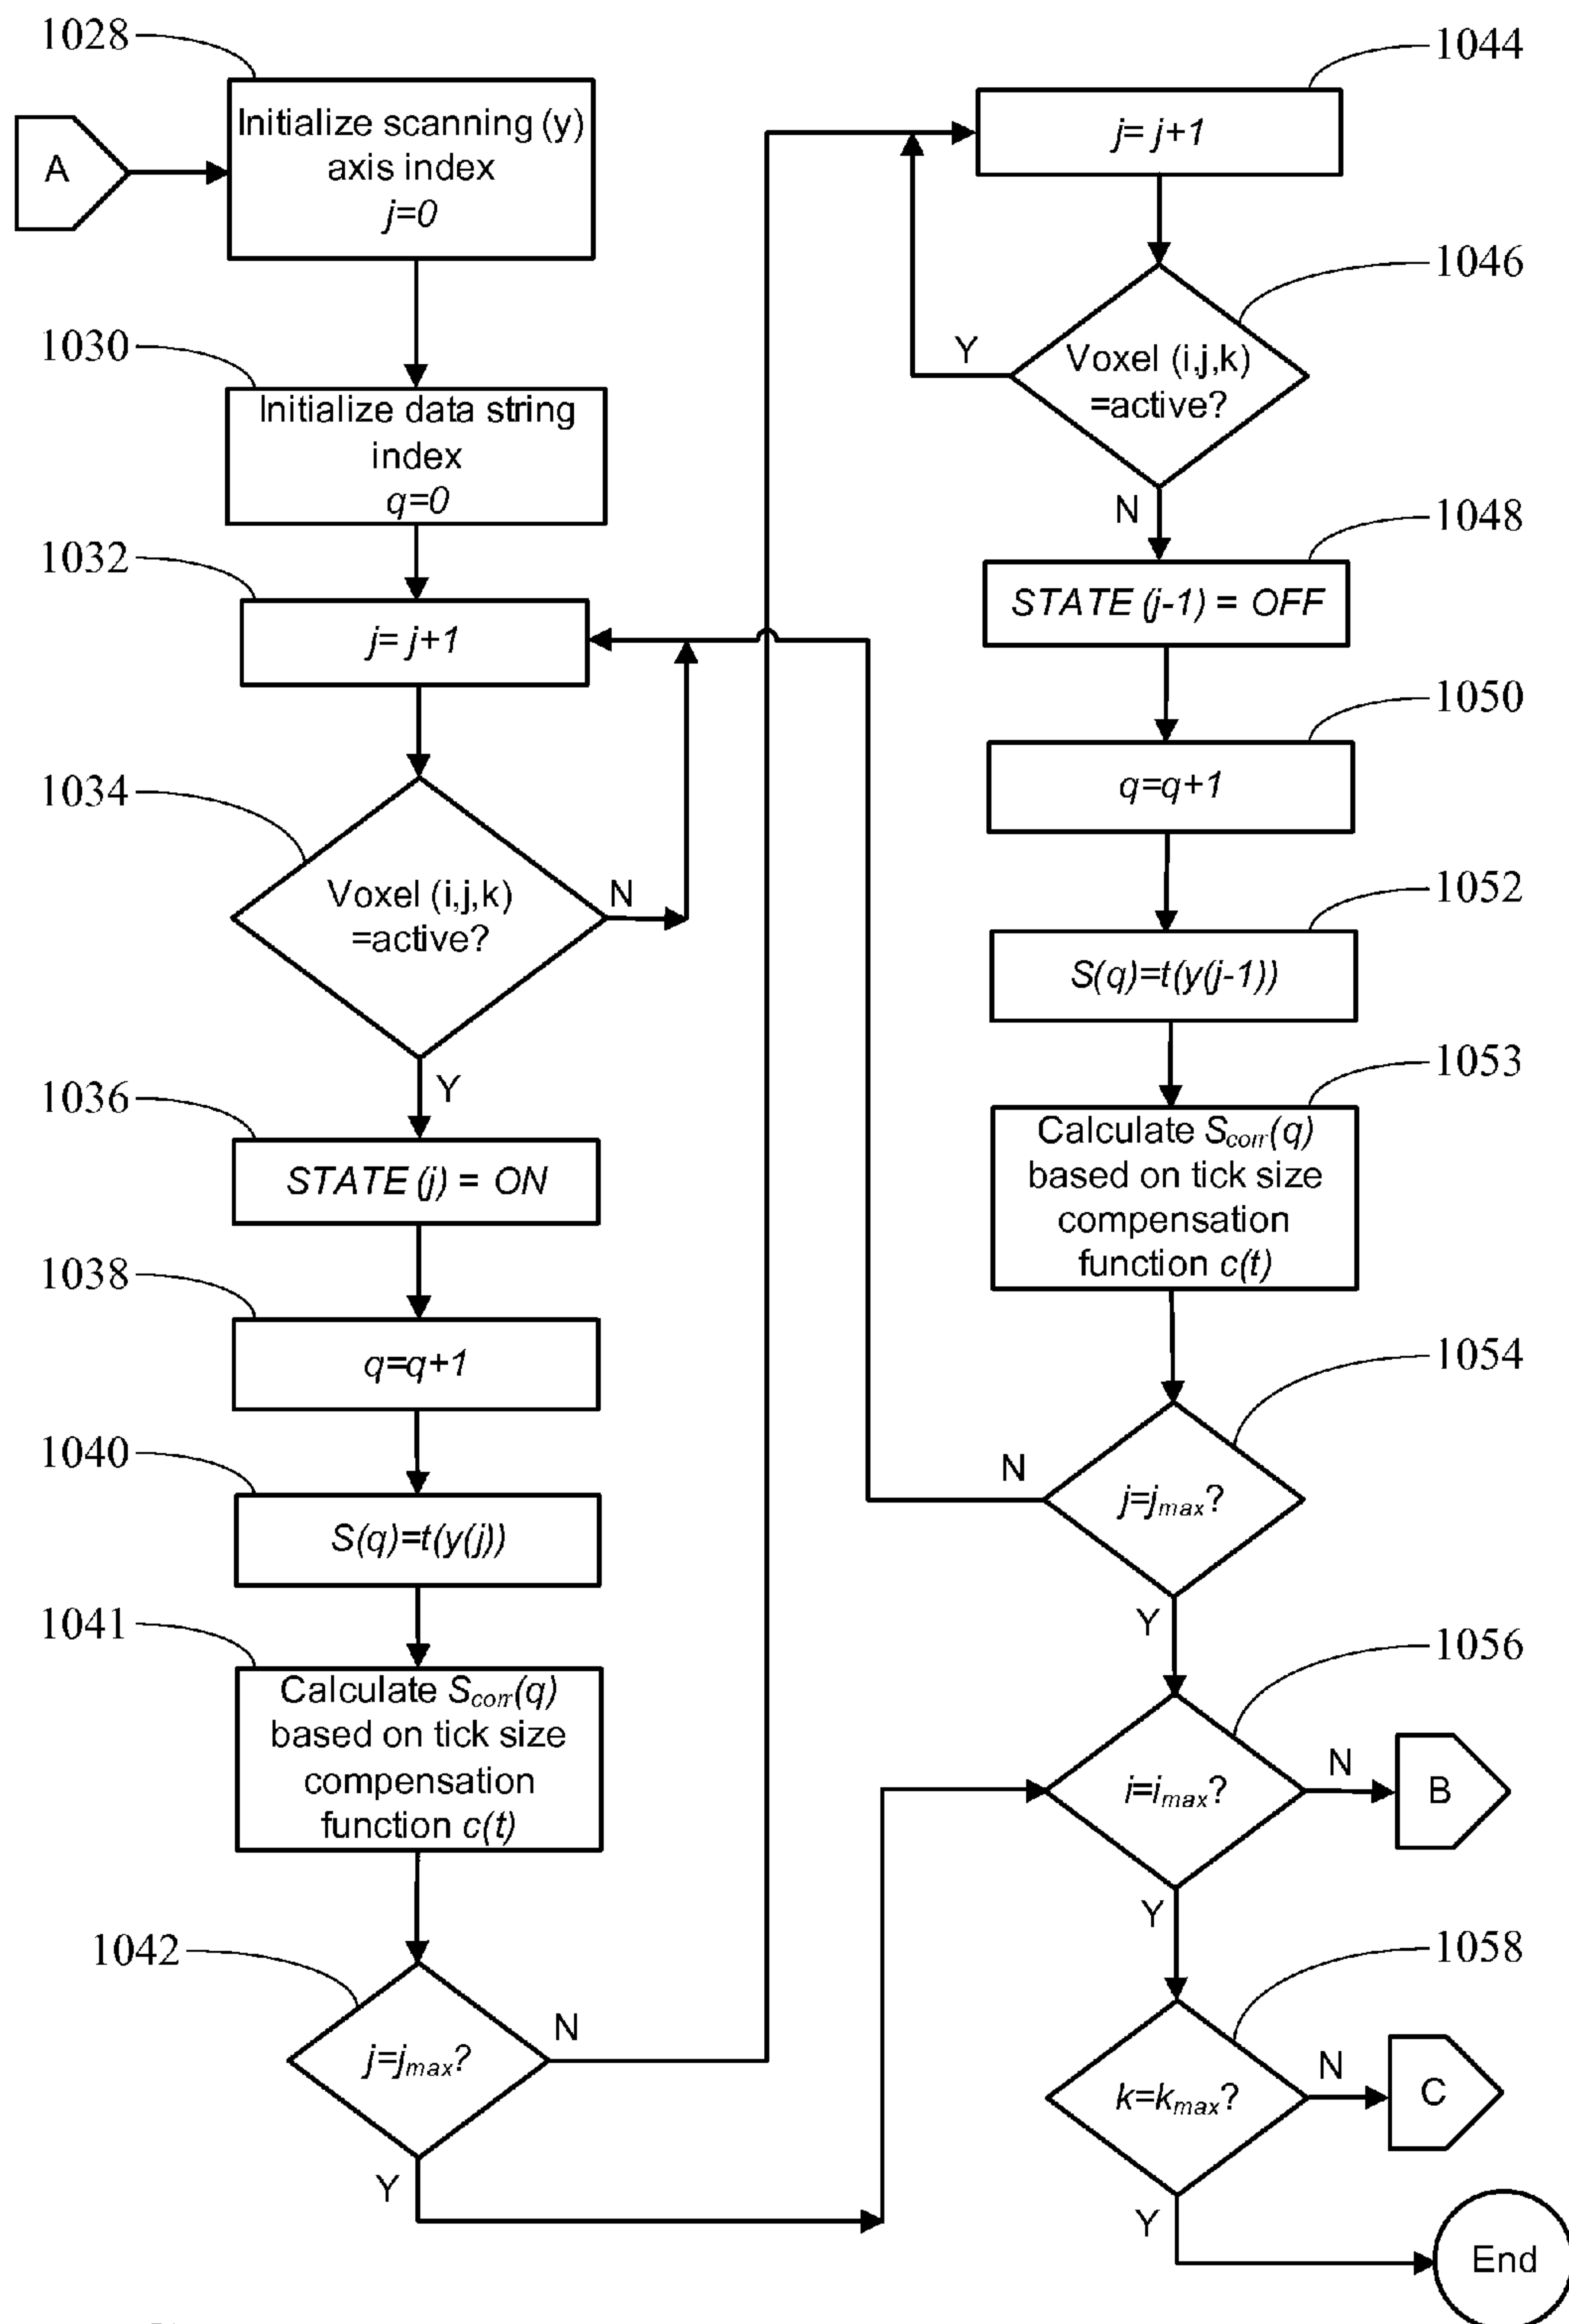 1028
A
Initialize scanning (y)
axis index
j=0
1030
Initialize data string
index
q=0
1032
j= j+1
1034
Voxel (i,j,k)
=active?
N
Y
1036
STATE (j) = ON
1038
q=q+1
1040
S(q)=t(y(j))
1041
Calculate Scorr(q)
based on tick size
compensation
function c(t)
1042
j=jmax?
N
Y
1044
j= j+1
1046
Voxel (i,j,k)
=active?
Y
N
1048
STATE (j-1) = OFF
1050
q=q+1
1052
S(q)=t(y(j-1))
1053
Calculate Scorr(q)
based on tick size
compensation
function c(t)
1054
j=jmax?
N
Y
1056
i=imax?
N
B
Y
1058
k=kmax?
N
C
Y
End